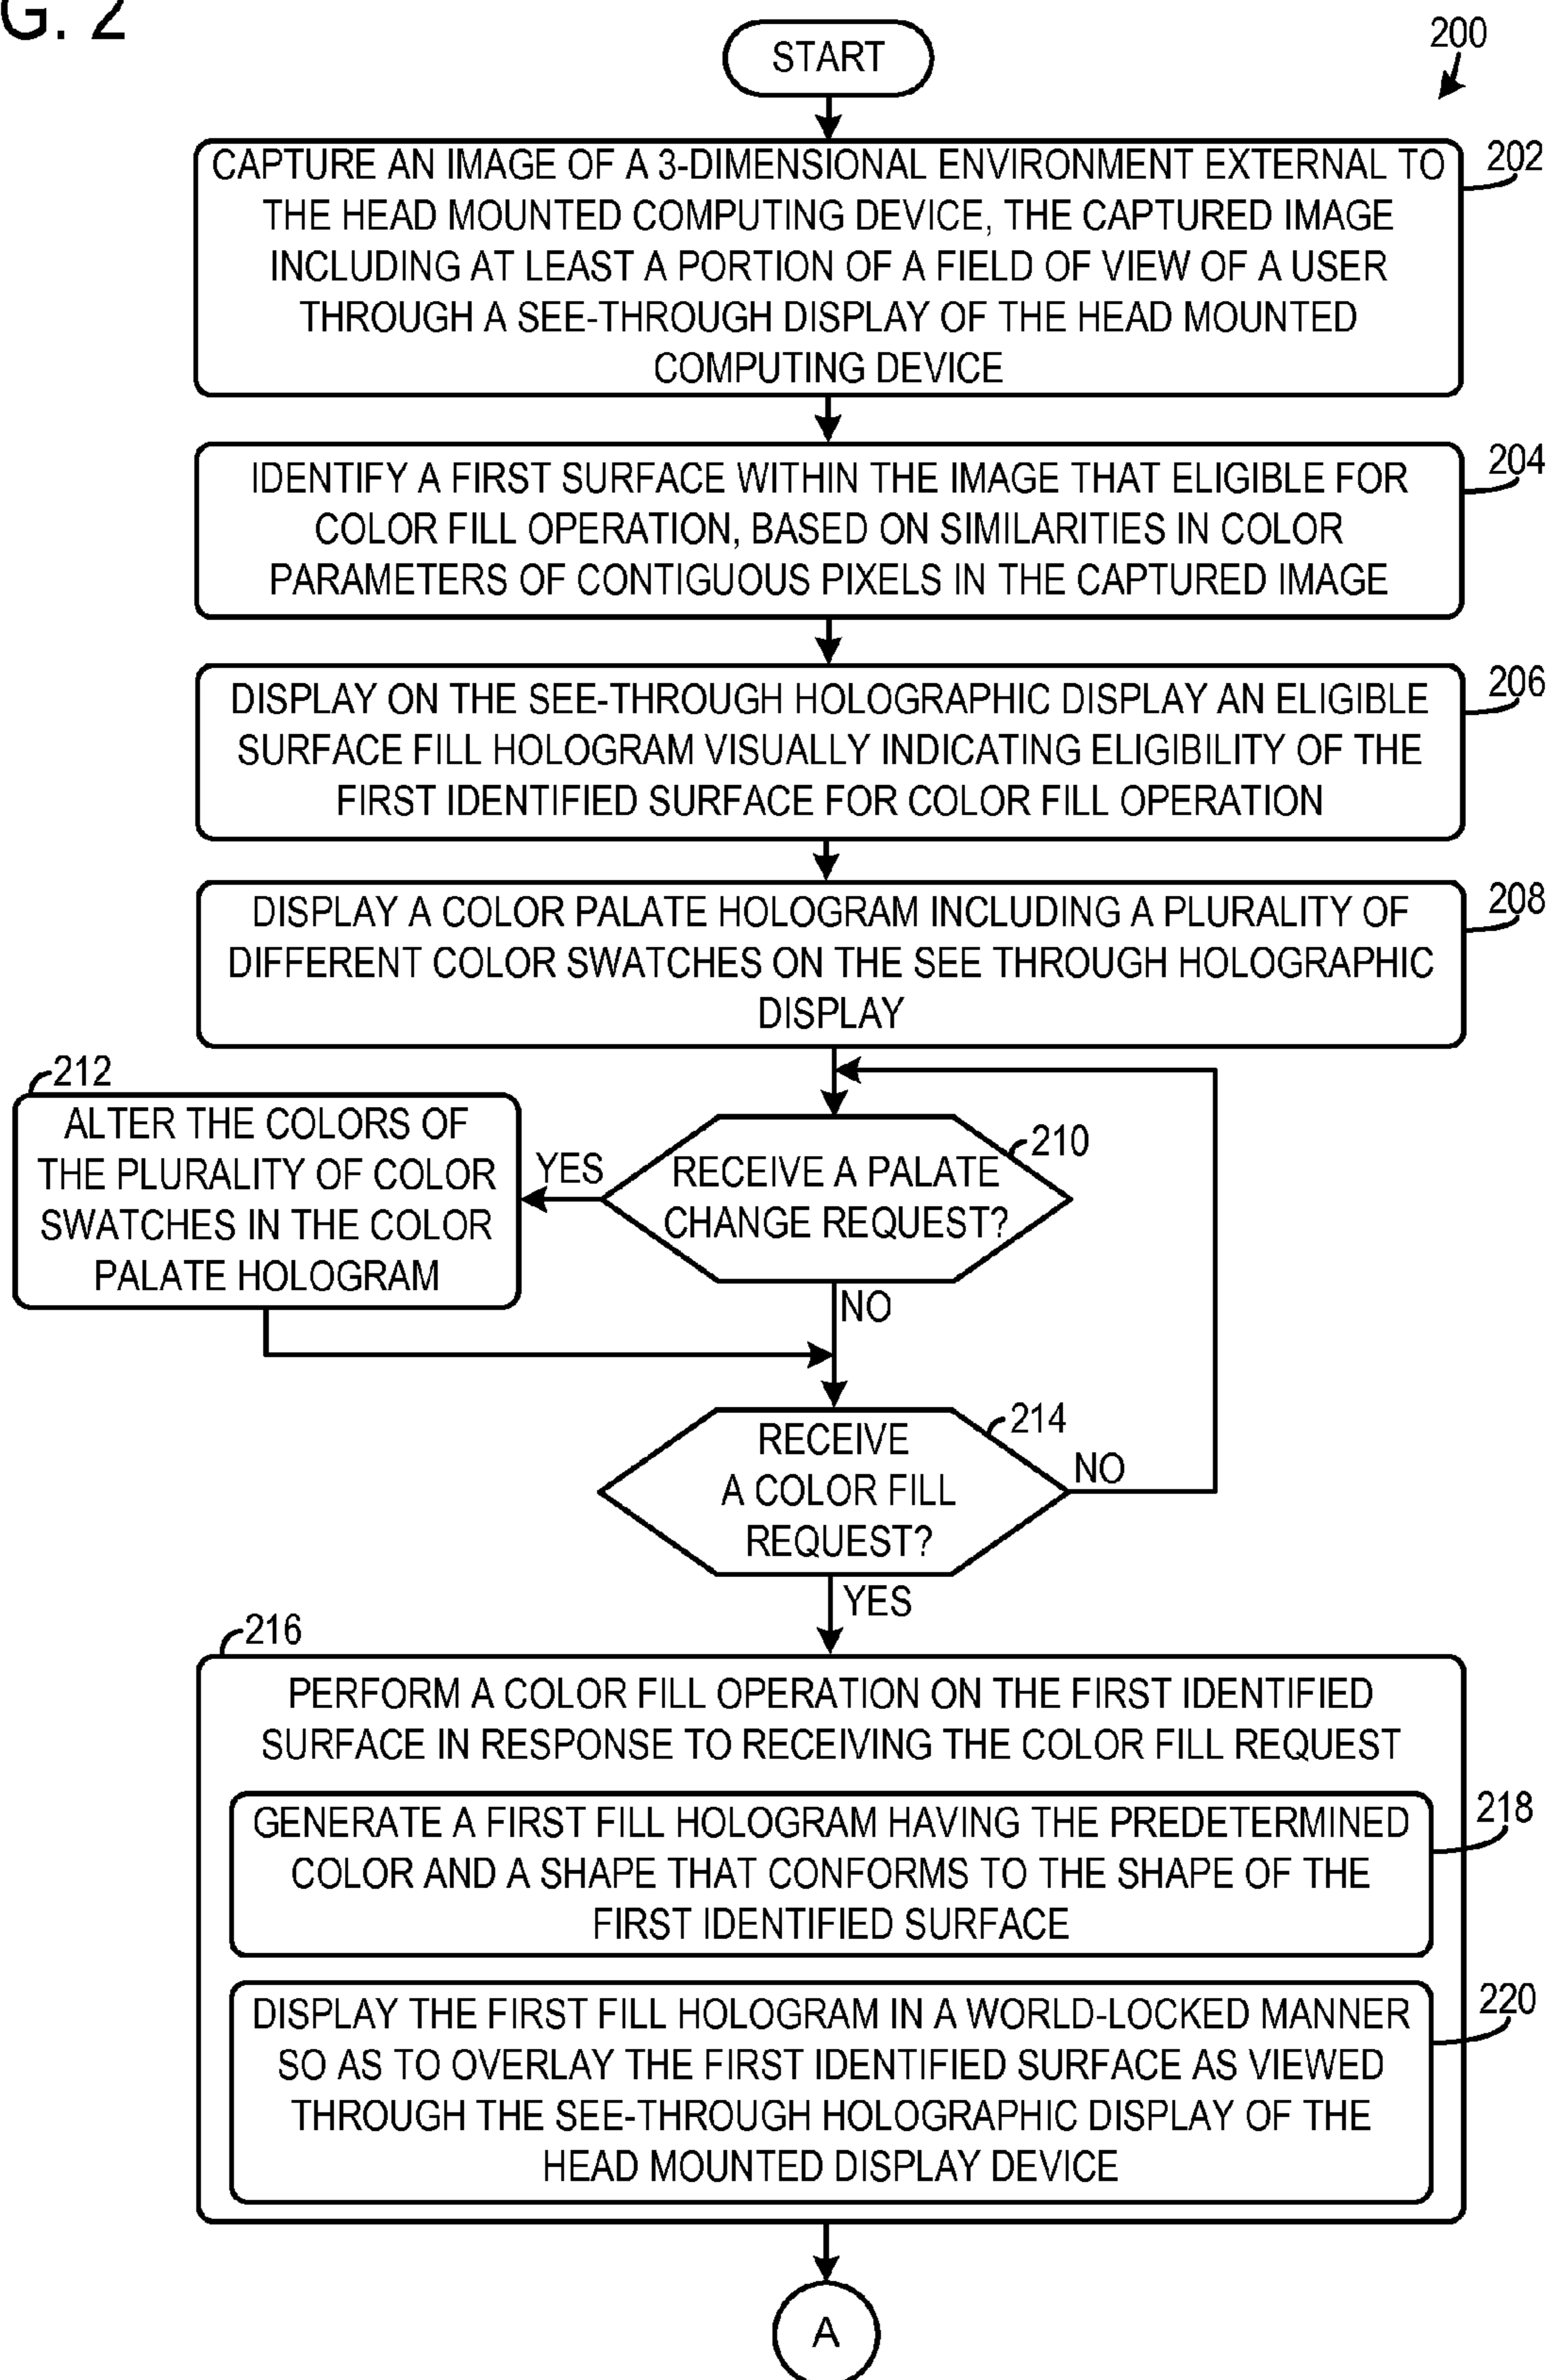 G. 2
START
200
CAPTURE AN IMAGE OF A 3-DIMENSIONAL ENVIRONMENT EXTERNAL TO
THE HEAD MOUNTED COMPUTING DEVICE, THE CAPTURED IMAGE
INCLUDING AT LEAST A PORTION OF A FIELD OF VIEW OF A USER
THROUGH A SEE-THROUGH DISPLAY OF THE HEAD MOUNTED
COMPUTING DEVICE
202
IDENTIFY A FIRST SURFACE WITHIN THE IMAGE THAT ELIGIBLE FOR
COLOR FILL OPERATION, BASED ON SIMILARITIES IN COLOR
PARAMETERS OF CONTIGUOUS PIXELS IN THE CAPTURED IMAGE
204
DISPLAY ON THE SEE-THROUGH HOLOGRAPHIC DISPLAY AN ELIGIBLE
SURFACE FILL HOLOGRAM VISUALLY INDICATING ELIGIBILITY OF THE
FIRST IDENTIFIED SURFACE FOR COLOR FILL OPERATION
206
DISPLAY A COLOR PALATE HOLOGRAM INCLUDING A PLURALITY OF
DIFFERENT COLOR SWATCHES ON THE SEE THROUGH HOLOGRAPHIC
DISPLAY
208
212
ALTER THE COLORS OF
THE PLURALITY OF COLOR
SWATCHES IN THE COLOR
PALATE HOLOGRAM
YES
RECEIVE A PALATE
CHANGE REQUEST?
210
NO
RECEIVE
A COLOR FILL
REQUEST?
214
NO
YES
216
PERFORM A COLOR FILL OPERATION ON THE FIRST IDENTIFIED
SURFACE IN RESPONSE TO RECEIVING THE COLOR FILL REQUEST
GENERATE A FIRST FILL HOLOGRAM HAVING THE PREDETERMINED
COLOR AND A SHAPE THAT CONFORMS TO THE SHAPE OF THE
FIRST IDENTIFIED SURFACE
218
DISPLAY THE FIRST FILL HOLOGRAM IN A WORLD-LOCKED MANNER
SO AS TO OVERLAY THE FIRST IDENTIFIED SURFACE AS VIEWED
THROUGH THE SEE-THROUGH HOLOGRAPHIC DISPLAY OF THE
HEAD MOUNTED DISPLAY DEVICE
220
A